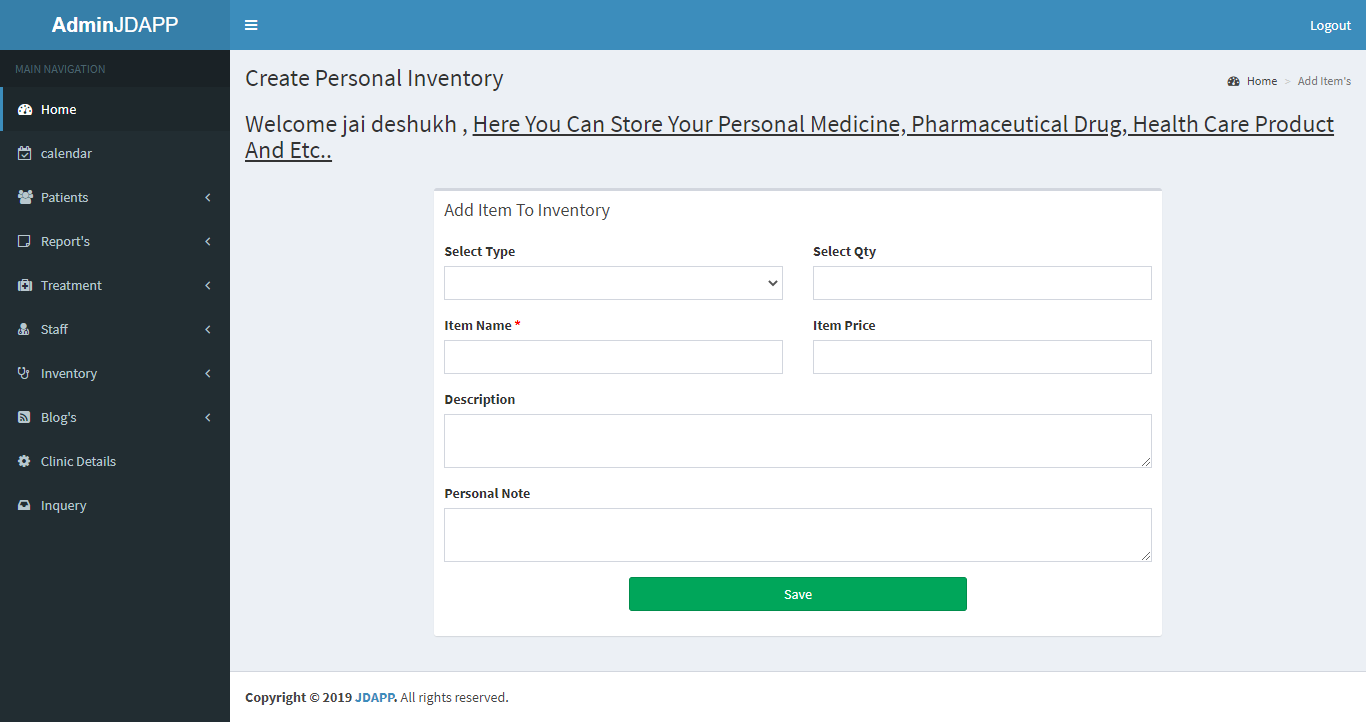 AdminJDAPP
Logout
MAIN NAVIGATION
Home
calendar
Patients
Report's
Treatment
Staff
Inventory
Blog's
Clinic Details
Inquery
Create Personal Inventory
Home > Add Item's
Welcome jai deshukh , Here You Can Store Your Personal Medicine, Pharmaceutical Drug, Health Care Product
And Etc..
Add Item To Inventory
Select Type
Select Qty
Item Name *
Item Price
Description
Personal Note
Save
Copyright © 2019 JDAPP. All rights reserved.